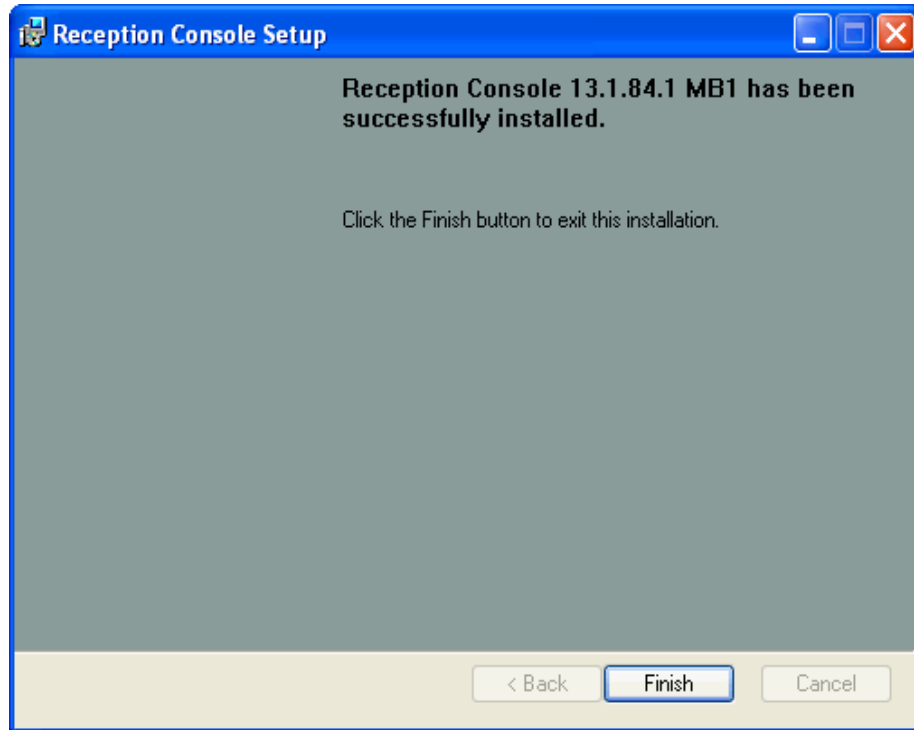 Reception Console Setup
Reception Console 13.1.84.1 MB1 has been
successfully installed.
Click the Finish button to exit this installation.
< Back
Finish
Cancel